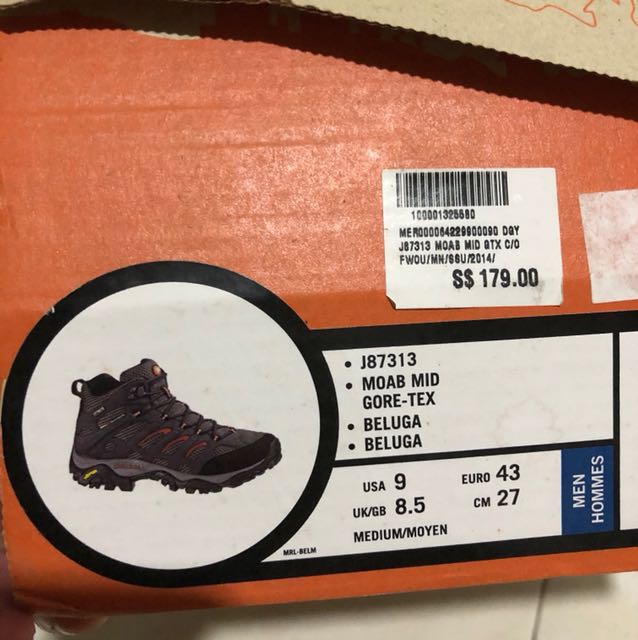 100001325680
MER000064229900090 DGY
J87313 MOAB MID GTX C/O
FWOU/MN/SSU/2014/
S$ 179.00
• J87313
• MOAB MID
GORE-TEX
• BELUGA
• BELUGA
USA 9
EURO 43
UK/GB 8.5
CM 27
MEDIUM/MOYEN
MEN
HOMMES
MRL-BELM